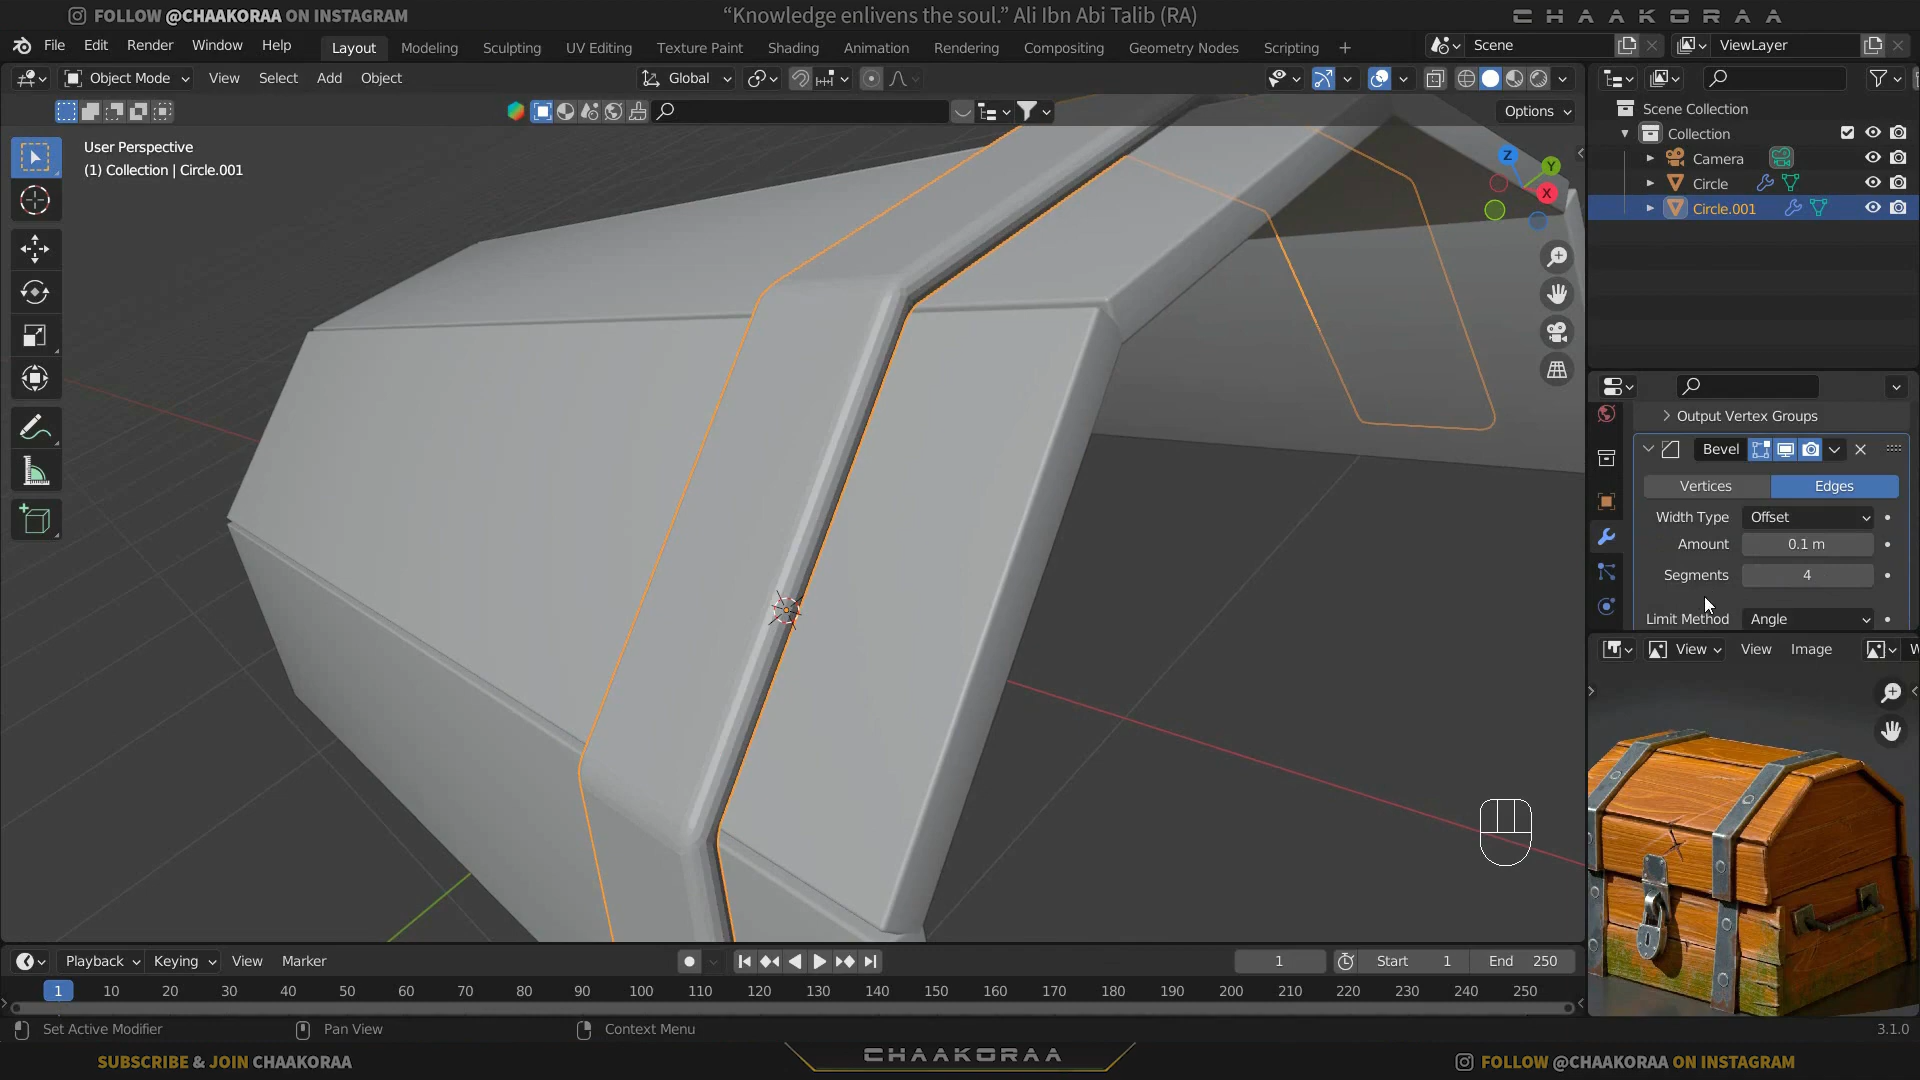 FOLLOW @CHAAKORAA ON INSTAGRAM
“Knowledge enlivens the soul.” Ali Ibn Abi Talib (RA)
CHAAKORAA
File Edit Render Window Help
Layout Modeling Sculpting UV Editing Texture Paint Shading Animation Rendering Compositing Geometry Nodes Scripting +
Scene
ViewLayer
Object Mode View Select Add Object
Global
Options
User Perspective
(1) Collection | Circle.001
Z
Y
X
Scene Collection
Collection
Camera
Circle
Circle.001
Output Vertex Groups
Bevel
Vertices Edges
Width Type Offset
Amount 0.1 m
Segments 4
Limit Method Angle
View View Image
Playback Keying View Marker
1
Start 1
End 250
1 10 20 30 40 50 60 70 80 90 100 110 120 130 140 150 160 170 180 190 200 210 220 230 240 250
Set Active Modifier
Pan View
Context Menu
3.1.0
SUBSCRIBE & JOIN CHAAKORAA
CHAAKORAA
FOLLOW @CHAAKORAA ON INSTAGRAM